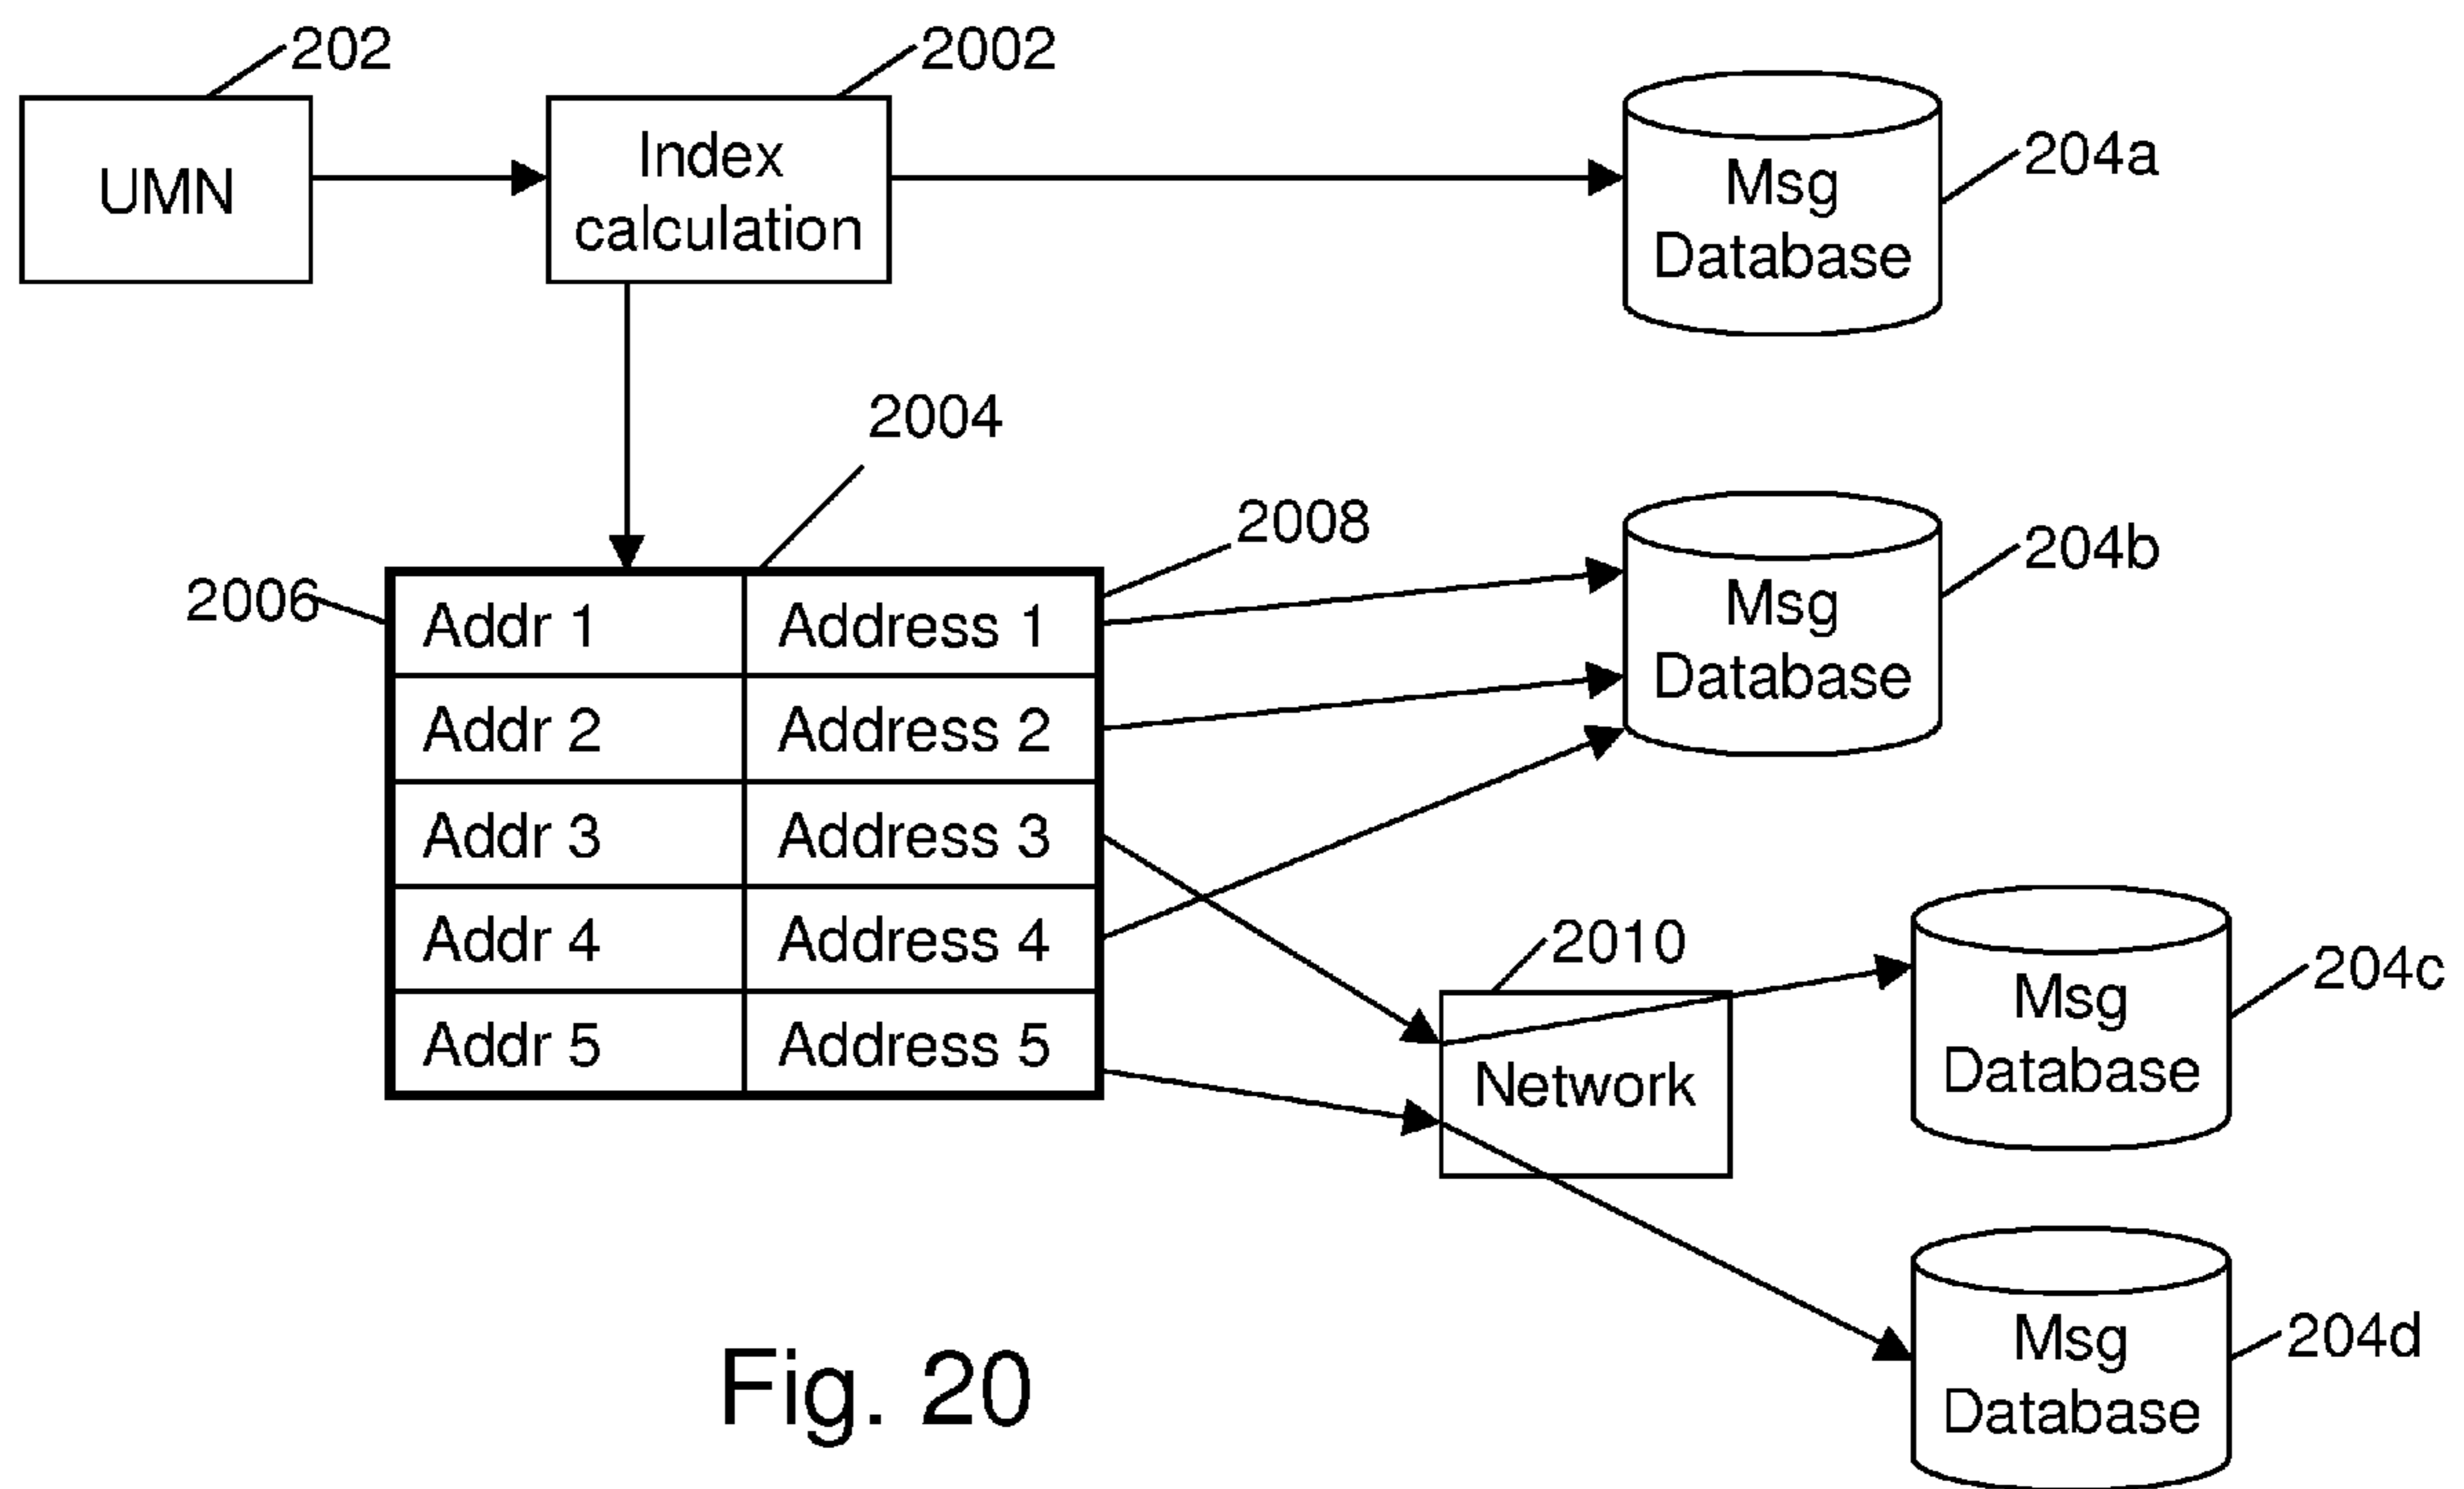 202
2002
UMN
Index
calculation
Msg
Database
204a
2004
2008
2006
Addr 1 Address 1
Addr 2 Address 2
Addr 3 Address 3
Addr 4 Address 4
Addr 5 Address 5
Msg
Database
204b
2010
Network
Msg
Database
204c
Msg
Database
204d
Fig. 20